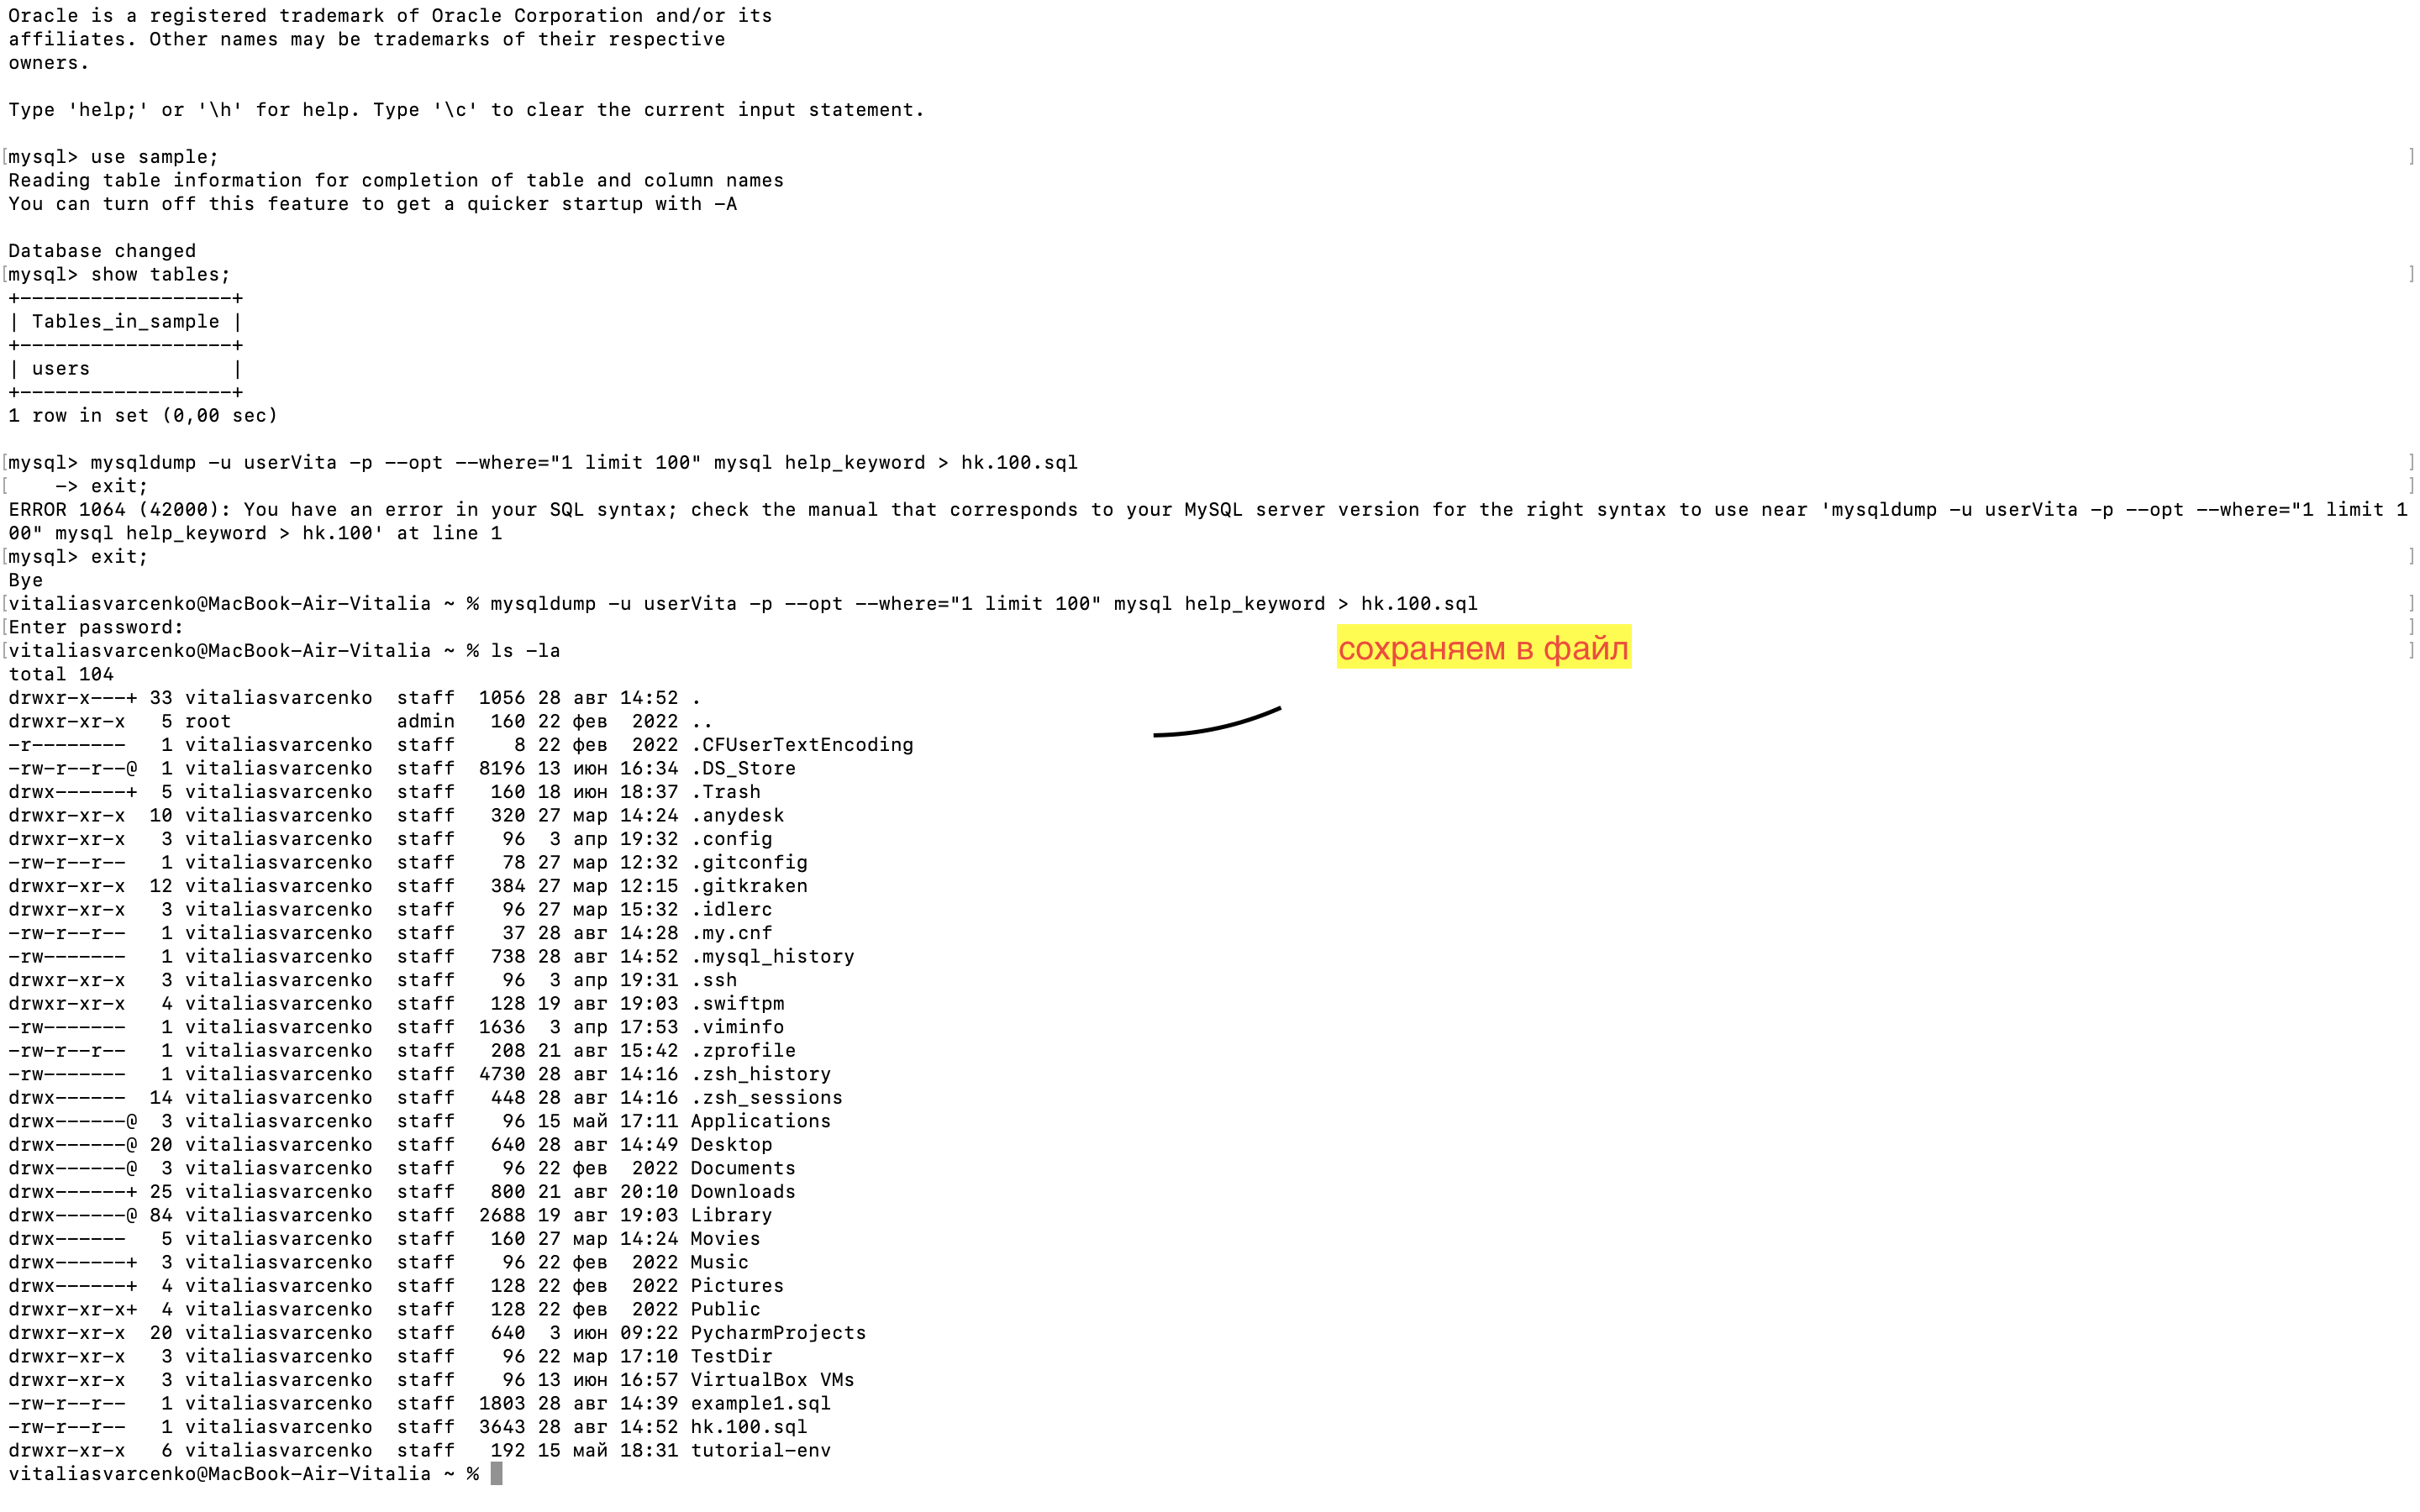 Oracle is a registered trademark of Oracle Corporation and/or its
affiliates. Other names may be trademarks of their respective
owners.
Type 'help;' or '\h' for help. Type '\c' to clear the current input statement.
[mysql> use sample; ]
Reading table information for completion of table and column names
You can turn off this feature to get a quicker startup with -A
Database changed
[mysql> show tables; ]
+------------------+
| Tables_in_sample |
+------------------+
| users            |
+------------------+
1 row in set (0,00 sec)
[mysql> mysqldump -u userVita -p --opt --where="1 limit 100" mysql help_keyword > hk.100.sql ]
[    -> exit; ]
ERROR 1064 (42000): You have an error in your SQL syntax; check the manual that corresponds to your MySQL server version for the right syntax to use near 'mysqldump -u userVita -p --opt --where="1 limit 1
00" mysql help_keyword > hk.100' at line 1
[mysql> exit; ]
Bye
[vitaliasvarcenko@MacBook-Air-Vitalia ~ % mysqldump -u userVita -p --opt --where="1 limit 100" mysql help_keyword > hk.100.sql ]
[Enter password: ]
сохраняем в файл
[vitaliasvarcenko@MacBook-Air-Vitalia ~ % ls -la ]
total 104
drwxr-x---+ 33 vitaliasvarcenko  staff  1056 28 авг 14:52 .
drwxr-xr-x   5 root              admin   160 22 фев  2022 ..
-r--------   1 vitaliasvarcenko  staff     8 22 фев  2022 .CFUserTextEncoding
-rw-r--r--@  1 vitaliasvarcenko  staff  8196 13 июн 16:34 .DS_Store
drwx------+  5 vitaliasvarcenko  staff   160 18 июн 18:37 .Trash
drwxr-xr-x  10 vitaliasvarcenko  staff   320 27 мар 14:24 .anydesk
drwxr-xr-x   3 vitaliasvarcenko  staff    96  3 апр 19:32 .config
-rw-r--r--   1 vitaliasvarcenko  staff    78 27 мар 12:32 .gitconfig
drwxr-xr-x  12 vitaliasvarcenko  staff   384 27 мар 12:15 .gitkraken
drwxr-xr-x   3 vitaliasvarcenko  staff    96 27 мар 15:32 .idlerc
-rw-r--r--   1 vitaliasvarcenko  staff    37 28 авг 14:28 .my.cnf
-rw-------   1 vitaliasvarcenko  staff   738 28 авг 14:52 .mysql_history
drwxr-xr-x   3 vitaliasvarcenko  staff    96  3 апр 19:31 .ssh
drwxr-xr-x   4 vitaliasvarcenko  staff   128 19 авг 19:03 .swiftpm
-rw-------   1 vitaliasvarcenko  staff  1636  3 апр 17:53 .viminfo
-rw-r--r--   1 vitaliasvarcenko  staff   208 21 авг 15:42 .zprofile
-rw-------   1 vitaliasvarcenko  staff  4730 28 авг 14:16 .zsh_history
drwx------  14 vitaliasvarcenko  staff   448 28 авг 14:16 .zsh_sessions
drwx------@  3 vitaliasvarcenko  staff    96 15 май 17:11 Applications
drwx------@ 20 vitaliasvarcenko  staff   640 28 авг 14:49 Desktop
drwx------@  3 vitaliasvarcenko  staff    96 22 фев  2022 Documents
drwx------+ 25 vitaliasvarcenko  staff   800 21 авг 20:10 Downloads
drwx------@ 84 vitaliasvarcenko  staff  2688 19 авг 19:03 Library
drwx------   5 vitaliasvarcenko  staff   160 27 мар 14:24 Movies
drwx------+  3 vitaliasvarcenko  staff    96 22 фев  2022 Music
drwx------+  4 vitaliasvarcenko  staff   128 22 фев  2022 Pictures
drwxr-xr-x+  4 vitaliasvarcenko  staff   128 22 фев  2022 Public
drwxr-xr-x  20 vitaliasvarcenko  staff   640  3 июн 09:22 PycharmProjects
drwxr-xr-x   3 vitaliasvarcenko  staff    96 22 мар 17:10 TestDir
drwxr-xr-x   3 vitaliasvarcenko  staff    96 13 июн 16:57 VirtualBox VMs
-rw-r--r--   1 vitaliasvarcenko  staff  1803 28 авг 14:39 example1.sql
-rw-r--r--   1 vitaliasvarcenko  staff  3643 28 авг 14:52 hk.100.sql
drwxr-xr-x   6 vitaliasvarcenko  staff   192 15 май 18:31 tutorial-env
vitaliasvarcenko@MacBook-Air-Vitalia ~ %